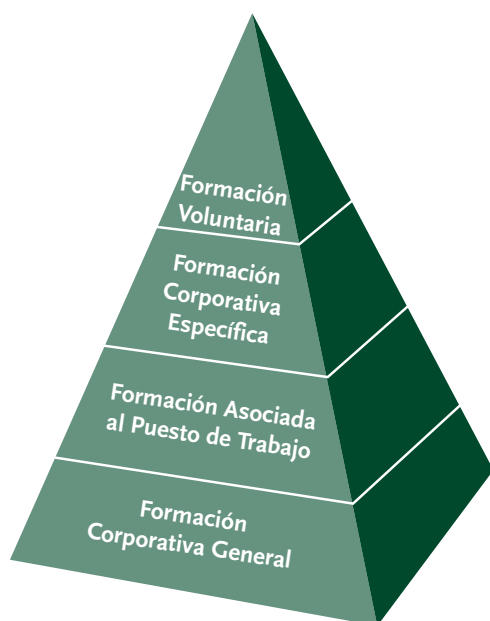 Formación
Voluntaria
Formación
Corporativa
Específica
Formación Asociada
al Puesto de Trabajo
Formación
Corporativa General